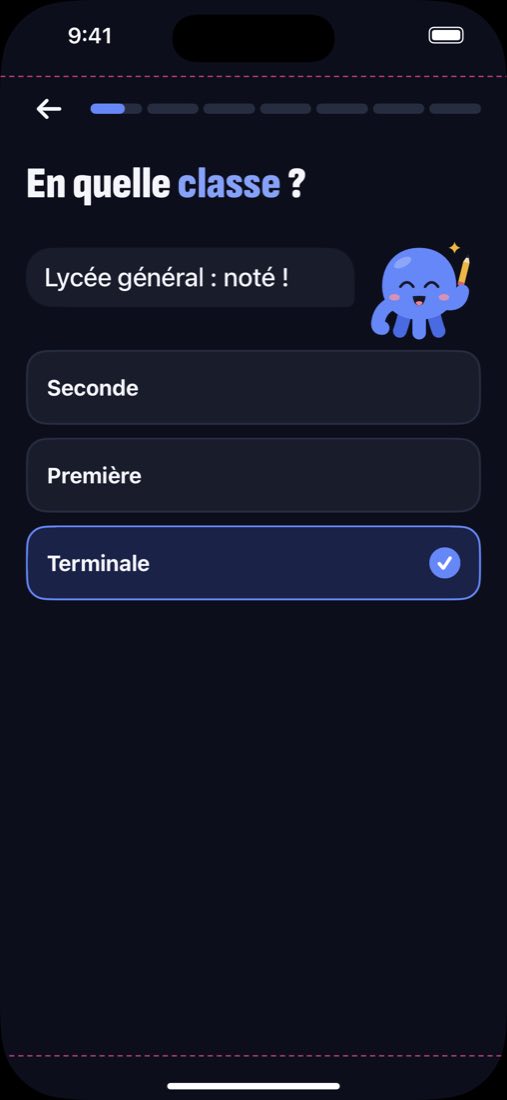 9:41
En quelle classe ?
Lycée général : noté !
Seconde
Première
Terminale